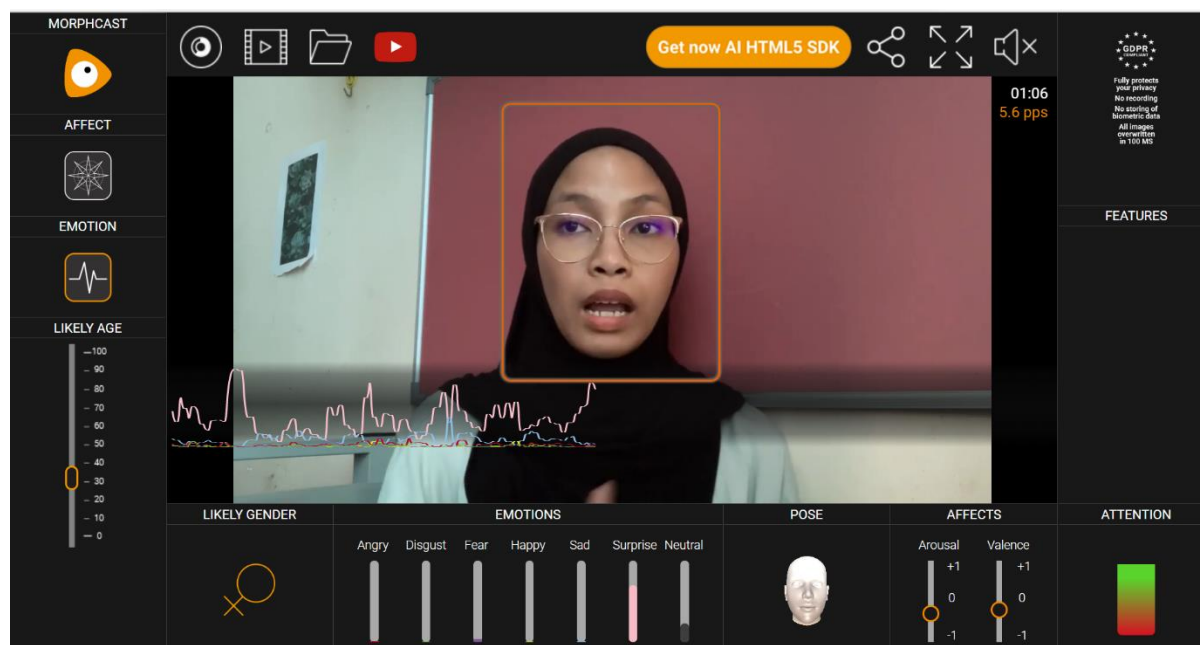 MORPHCAST
Get now AI HTML5 SDK
01:06
5.6 pps
GDPR
COMPLIANT
Fully protects
your privacy
No recording
No storing of
biometric data
All images
overwritten
in 100 MS
AFFECT
EMOTION
LIKELY AGE
100
90
80
70
60
50
40
30
20
10
0
FEATURES
LIKELY GENDER
EMOTIONS
Angry Disgust Fear Happy Sad Surprise Neutral
POSE
AFFECTS
Arousal Valence
+1 +1
0 0
-1 -1
ATTENTION